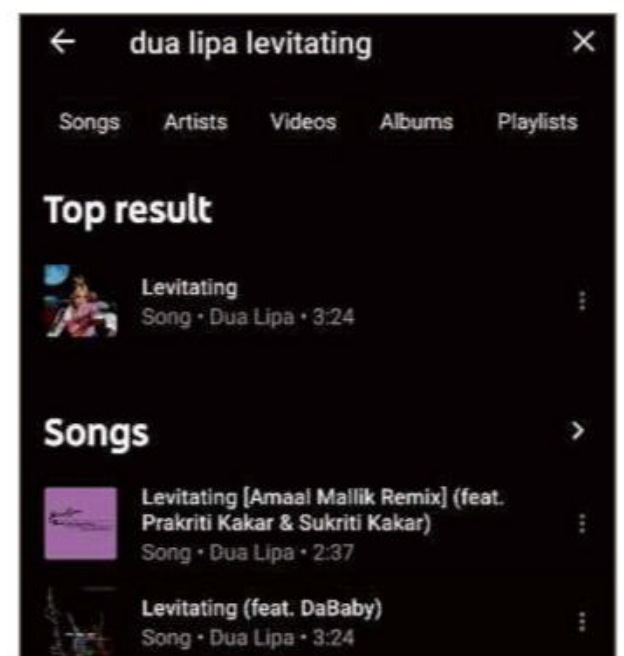 dua lipa levitating
Songs Artists Videos Albums Playlists
Top result
Levitating
Song • Dua Lipa • 3:24
Songs
Levitating [Amaal Mallik Remix] (feat.
Prakriti Kakar & Sukriti Kakar)
Song • Dua Lipa • 2:37
Levitating (feat. DaBaby)
Song • Dua Lipa • 3:24